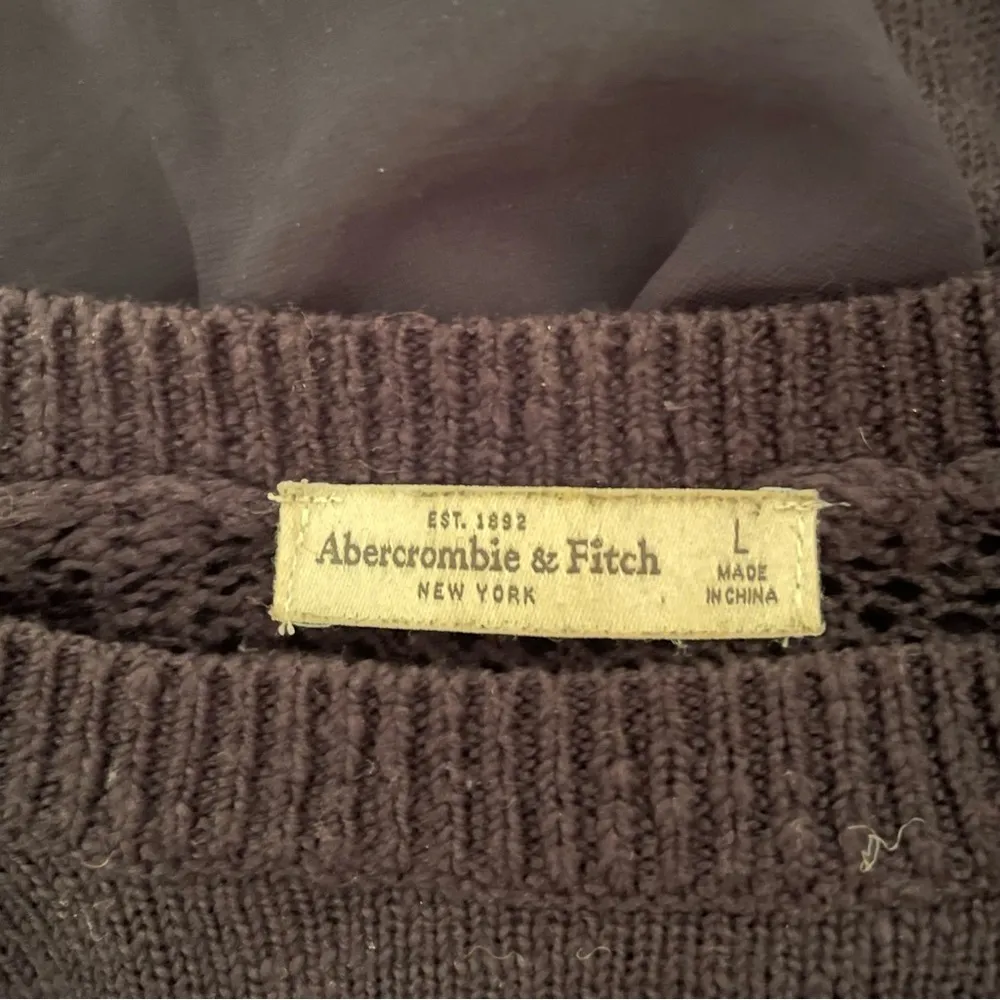 EST. 1892
Abercrombie & Fitch
NEW YORK
L
MADE
IN CHINA